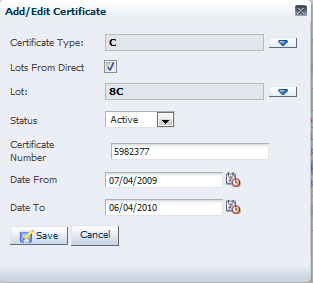 Add/Edit Certificate
Certificate Type: C
Lots From Direct
Lot: 8C
Status Active
Certificate
Number 5982377
Date From 07/04/2009
Date To 06/04/2010
Save Cancel